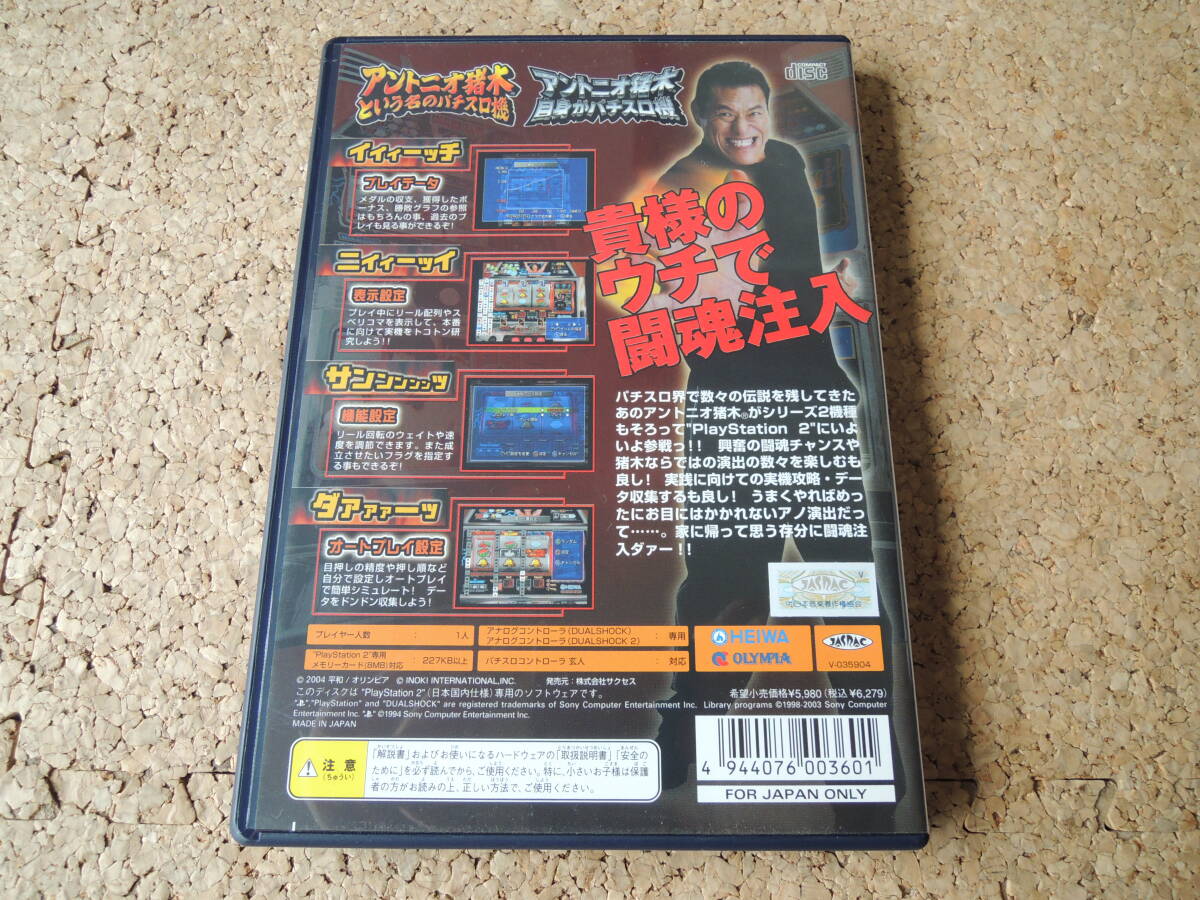 アントニオ猪木
という名のパチスロ機
アントニオ猪木
自身がパチスロ機
COMPACT
disc
イイィーッチ
プレイデータ
メダルの収支、獲得したボ
ーナス、勝敗グラフの参照
はもちろんの事、過去のプ
レイも見る事ができるぞ!
ニィィーッイ
表示設定
プレイ中にリール配列やス
ベリコマを表示して、本番
に向けて実機をトコトン研
究しよう!!
サンンンンッ
機能設定
リール回転のウェイトや速
度を調節できます。また成
立させたいフラグを指定す
る事もできるぞ!
ダァァァーッ
オートプレイ設定
目押しの精度や押し順など
自分で設定しオートプレイ
で簡単シミュレート! デー
タをドンドン収集しよう!
貴様の
ウチで
闘魂注入
パチスロ界で数々の伝説を残してきた
あのアントニオ猪木®がシリーズ2機種
もそろって"PlayStation 2"にいよ
いよ参戦っ!! 興奮の闘魂チャンスや
猪木ならではの演出の数々を楽しむも
良し! 実践に向けての実機攻略・デー
タ収集するも良し! うまくやればめっ
たにお目にはかかれないアノ演出だっ
て……。家に帰って思う存分に闘魂注
入ダァー!!
JASRAC
プレイヤー人数 : 1人
アナログコントローラ(DUALSHOCK)
アナログコントローラ(DUALSHOCK 2) : 専用
"PlayStation 2"専用
メモリーカード(8MB)対応 : 227KB以上
パチスロコントローラ 玄人 : 対応
HEIWA
OLYMPIA
JASRAC
V-035904
© 2004 平和/オリンピア © INOKI INTERNATIONAL,INC. 発売元:株式会社サクセス
希望小売価格¥5,980(税込¥6,279)
このディスクは "PlayStation 2"(日本国内仕様)専用のソフトウェアです。
"PS","PlayStation" and "DUALSHOCK" are registered trademarks of Sony Computer Entertainment Inc. Library programs ©1998-2003 Sony Computer
Entertainment Inc. "PS" ©1994 Sony Computer Entertainment Inc.
MADE IN JAPAN
注意
(ちゅうい)
「解説書」およびお使いになるハードウェアの「取扱説明書」「安全の
ために」を必ず読んでから、ご使用ください。特に、小さいお子様は保護
者の方がお読みの上、正しい方法で、ご使用ください。
4 944076 003601
FOR JAPAN ONLY